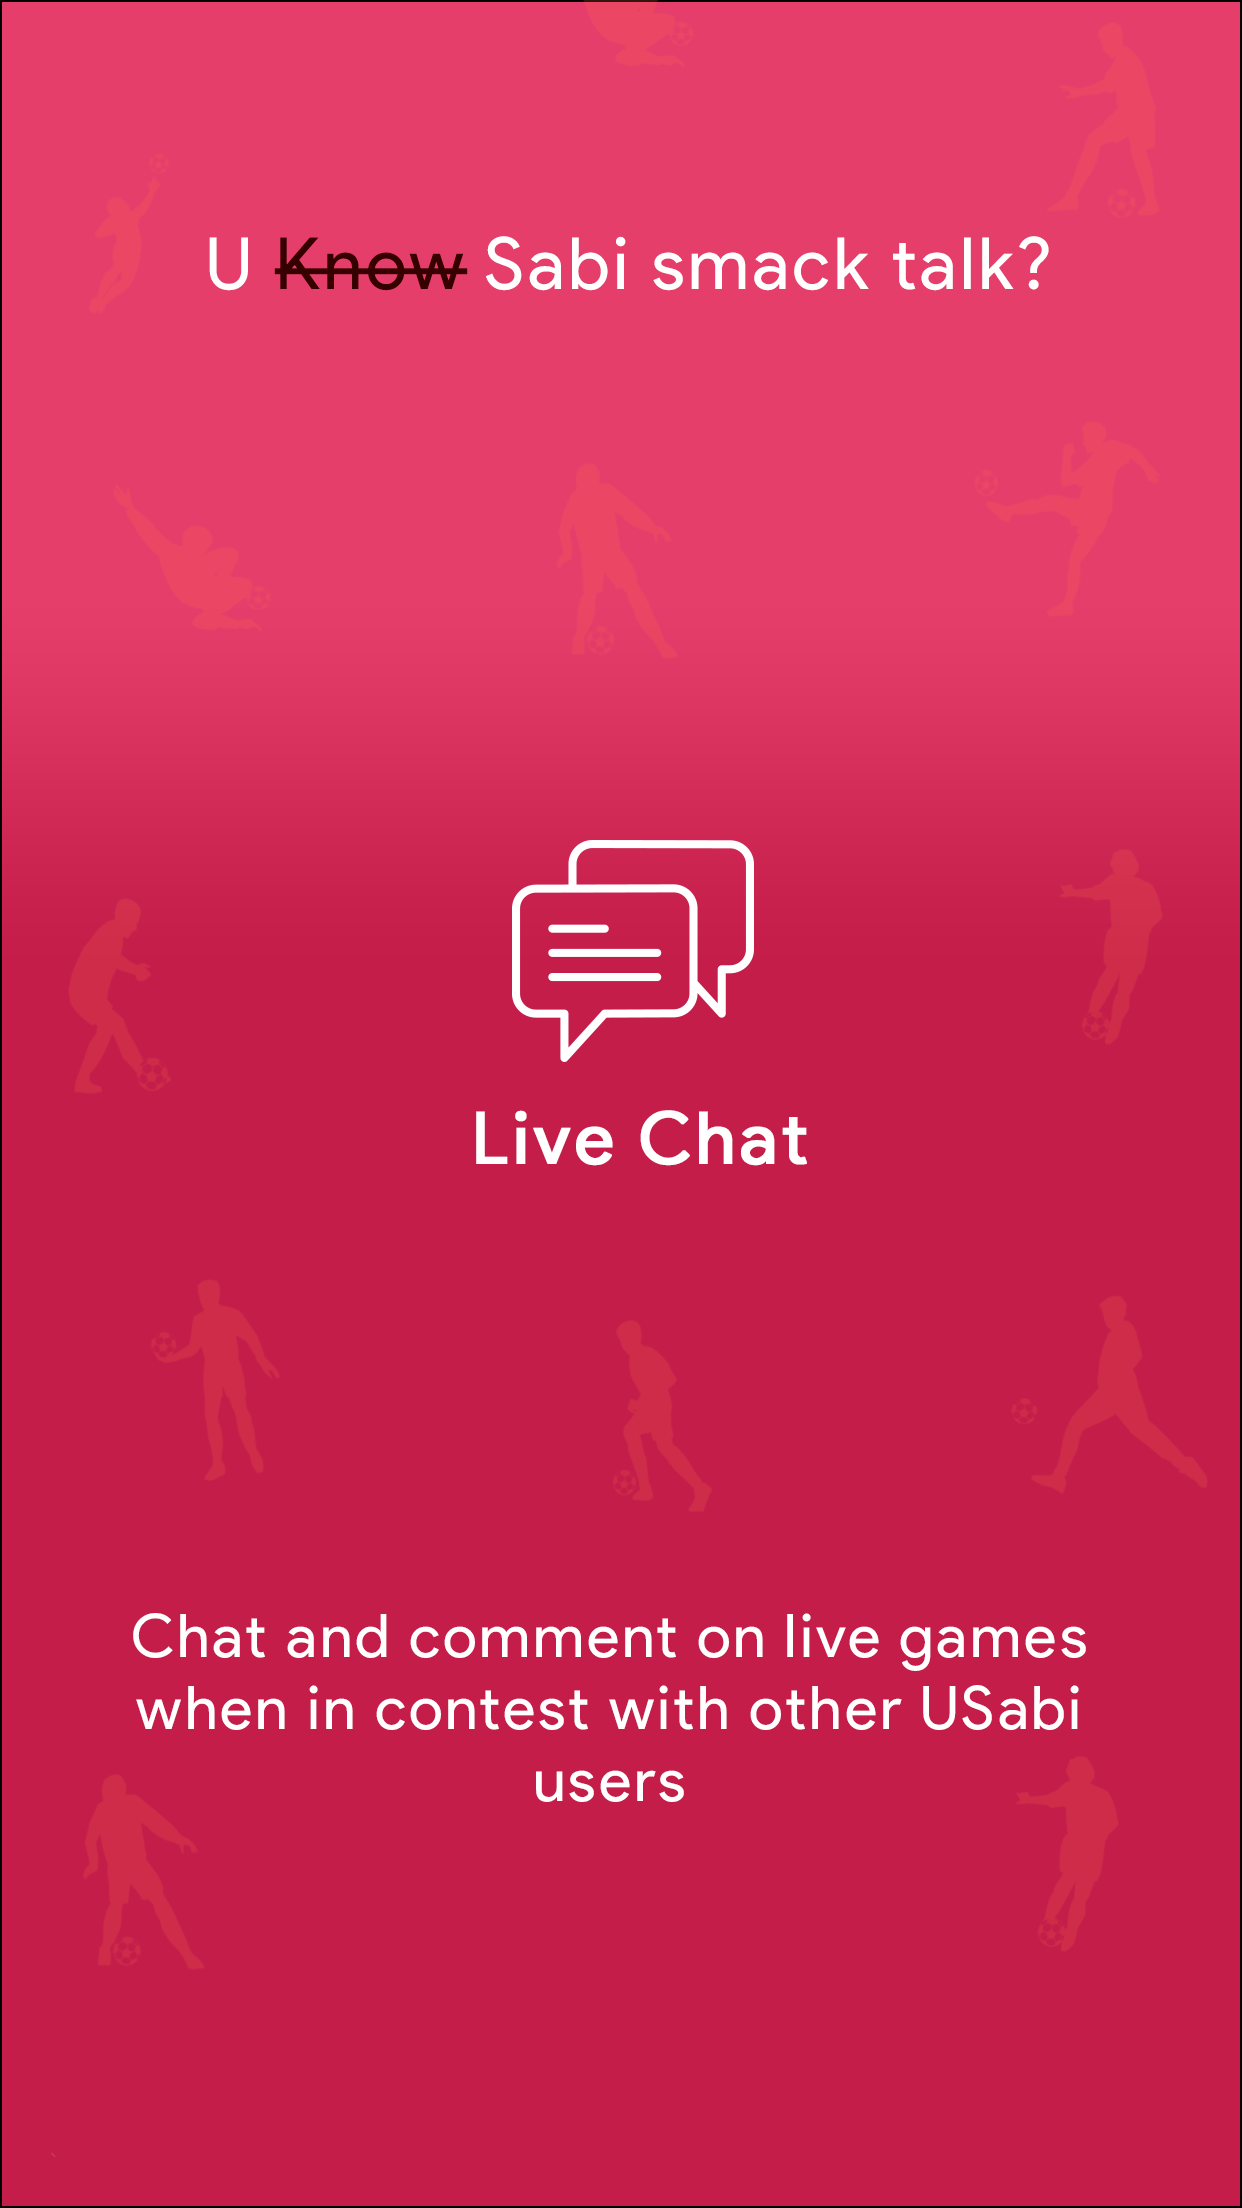 U Know Sabi smack talk?
Live Chat
Chat and comment on live games
when in contest with other USabi
users